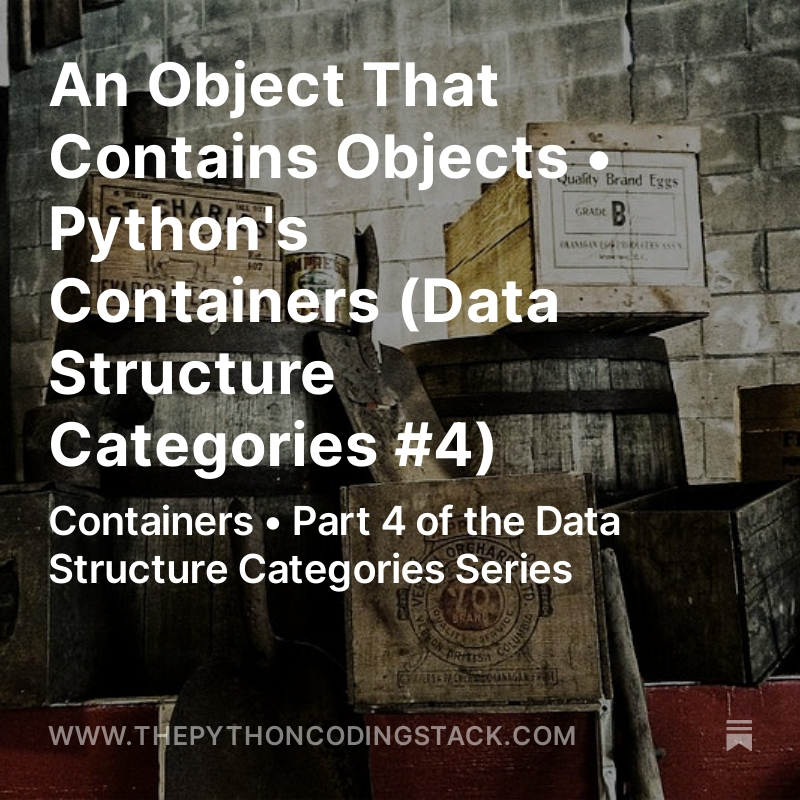 An Object That
Contains Objects •
Python's
Containers (Data
Structure
Categories #4)
Containers • Part 4 of the Data
Structure Categories Series
Quality Brand Eggs
GRADE B
BRAND
WWW.THEPYTHONCODINGSTACK.COM